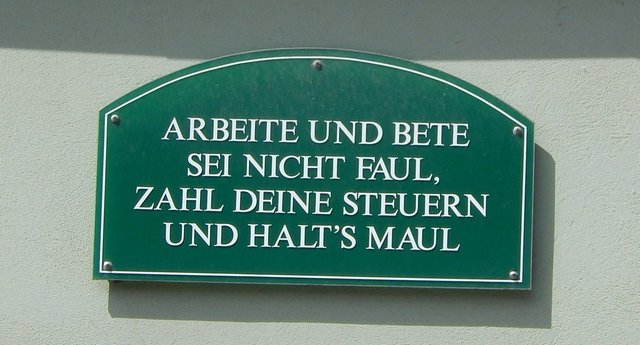 ARBEITE UND BETE
SEI NICHT FAUL,
ZAHL DEINE STEUERN
UND HALT'S MAUL